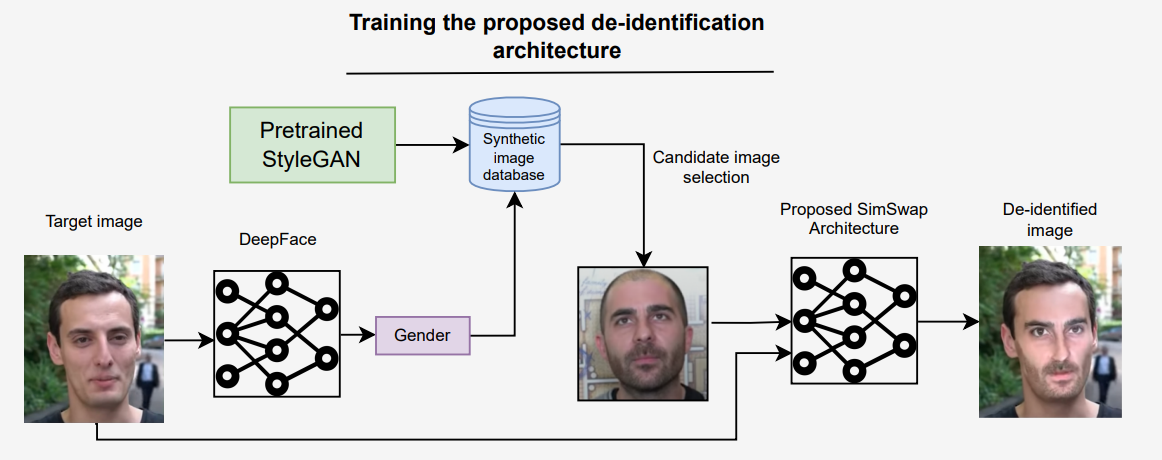 Training the proposed de-identification
architecture
Pretrained
StyleGAN
Synthetic
image
database
Candidate image
selection
Target image
DeepFace
Gender
Proposed SimSwap
Architecture
De-identified
image